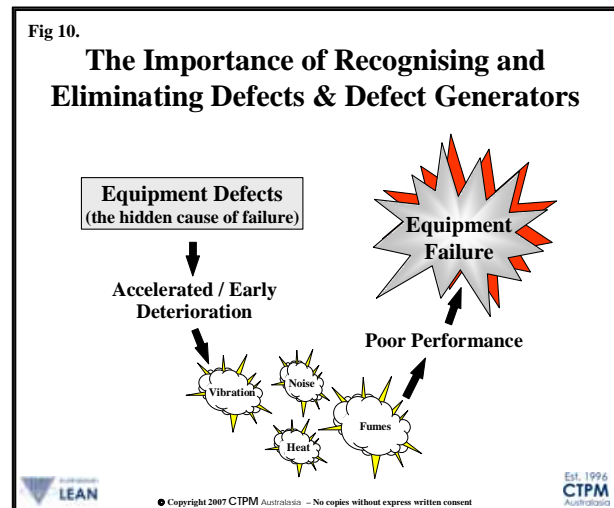 Fig 10.
The Importance of Recognising and
Eliminating Defects & Defect Generators
Equipment Defects
(the hidden cause of failure)
Accelerated / Early
Deterioration
Vibration
Noise
Heat
Fumes
Poor Performance
Equipment
Failure
LEAN
© Copyright 2007 CTPM Australasia – No copies without express written consent
Est. 1996
CTPM
Australasia